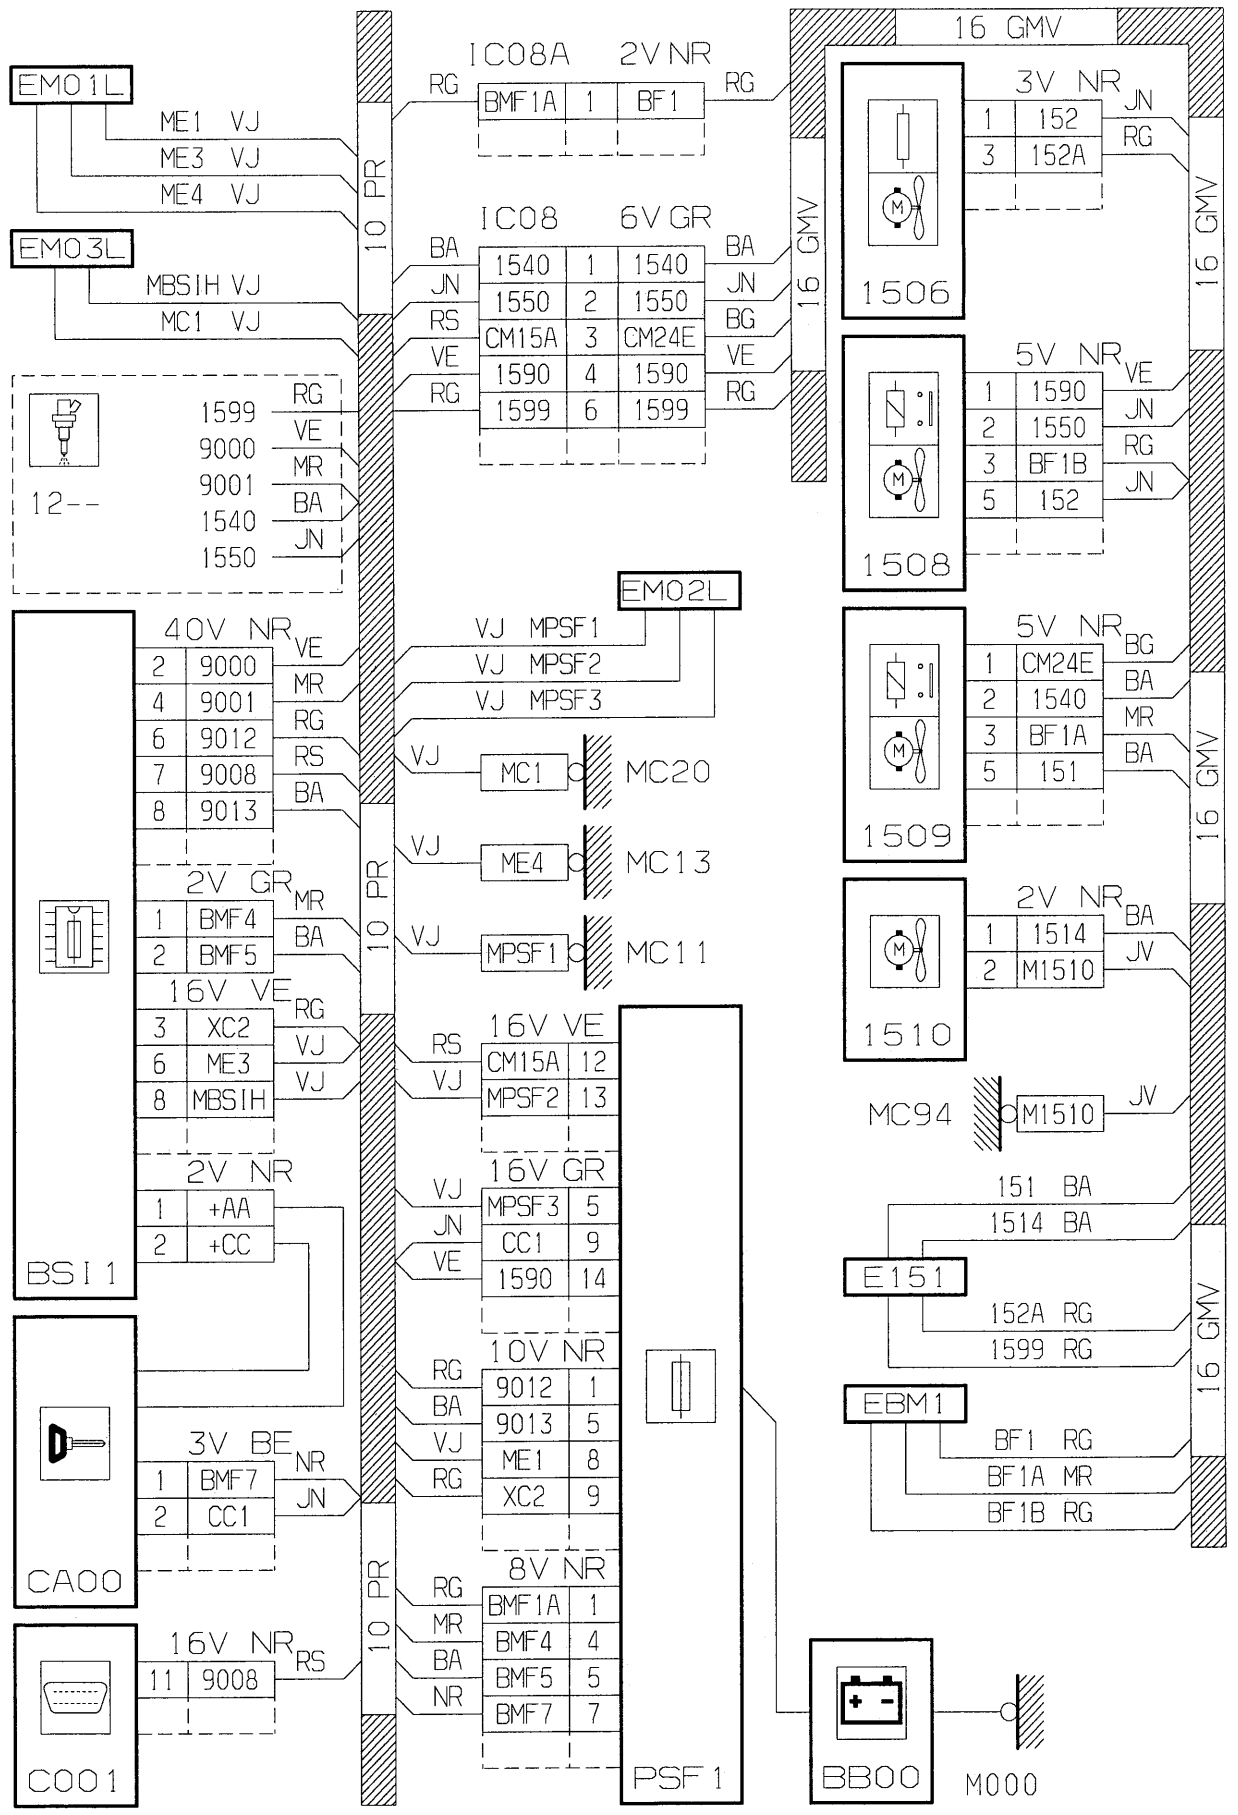 16 GMV
EM01L
ME1 VJ
ME3 VJ
ME4 VJ
EM03L
MBSIH VJ
MC1 VJ
RG 1599
VE 9000
MR 9001
BA 1540
JN 1550
12--
BSI1
40V NR
2 9000 VE
4 9001 MR
6 9012 RG
7 9008 RS
8 9013 BA
2V GR
1 BMF4 MR
2 BMF5 BA
16V VE
3 XC2 RG
6 ME3 VJ
8 MBSIH VJ
2V NR
1 +AA
2 +CC
CA00
3V BE
1 BMF7 NR
2 CC1 JN
C001
16V NR
11 9008 RS
10 PR
10 PR
10 PR
IC08A 2V NR
RG BMF1A 1 BF1 RG
IC08 6V GR
BA 1540 1 1540 BA
JN 1550 2 1550 JN
RS CM15A 3 CM24E BG
VE 1590 4 1590 VE
RG 1599 6 1599 RG
EM02L
VJ MPSF1
VJ MPSF2
VJ MPSF3
VJ MC1 MC20
VJ ME4 MC13
VJ MPSF1 MC11
16V VE
RS CM15A 12
VJ MPSF2 13
16V GR
VJ MPSF3 5
JN CC1 9
VE 1590 14
10V NR
RG 9012 1
BA 9013 5
VJ ME1 8
RG XC2 9
8V NR
RG BMF1A 1
MR BMF4 4
BA BMF5 5
NR BMF7 7
PSF1
16 GMV
M
1506
3V NR
1 152 JN
3 152A RG
16 GMV
M
1508
5V NR
1 1590 VE
2 1550 JN
3 BF1B RG
5 152 JN
M
1509
5V NR
1 CM24E BG
2 1540 BA
3 BF1A MR
5 151 BA
16 GMV
M
1510
2V NR
1 1514 BA
2 M1510 JV
MC94 M1510 JV
151 BA
1514 BA
E151
152A RG
1599 RG
16 GMV
EBM1
BF1 RG
BF1A MR
BF1B RG
+ -
BB00
M000